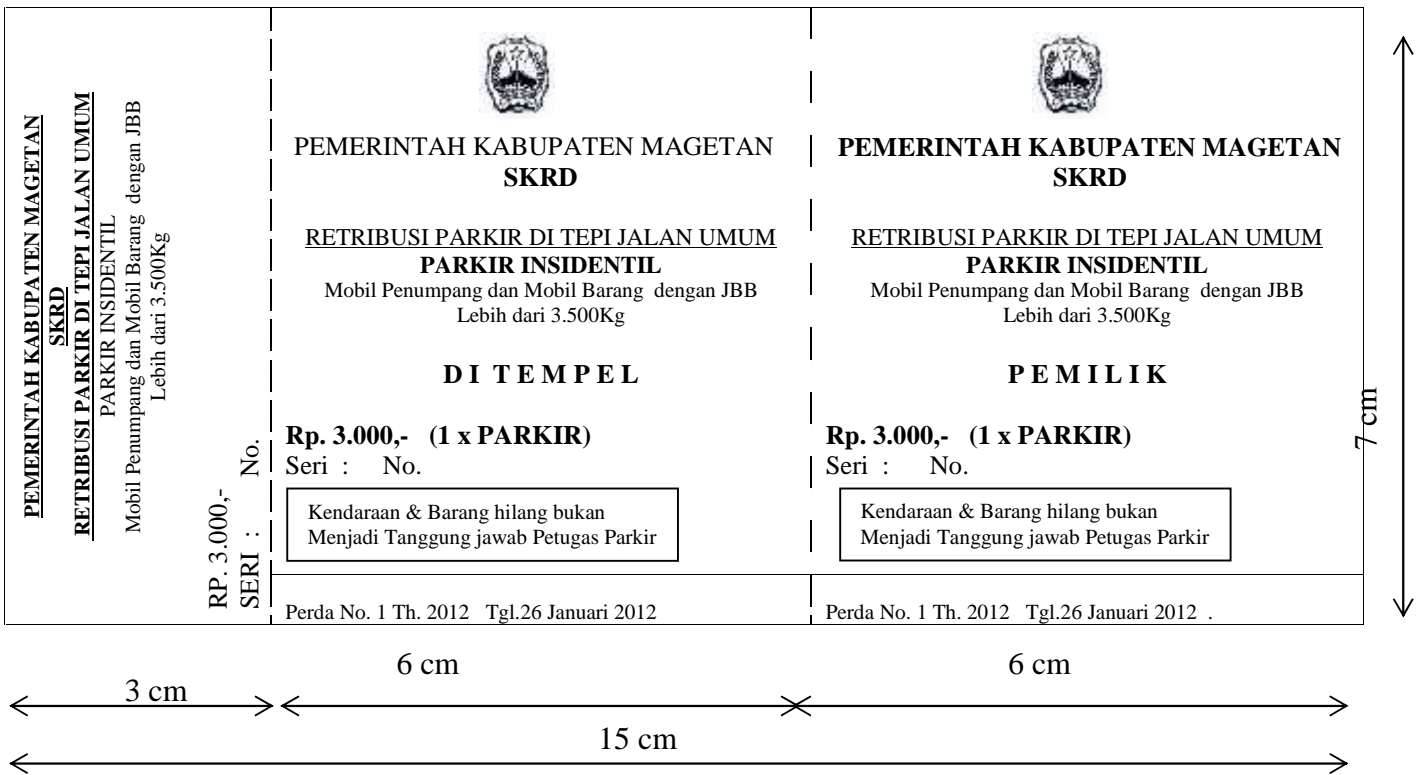 PEMERINTAH KABUPATEN MAGETAN
SKRD
RETRIBUSI PARKIR DI TEPI JALAN UMUM
PARKIR INSIDENTIL
Mobil Penumpang dan Mobil Barang dengan JBB
Lebih dari 3.500Kg
RP. 3.000,-
SERI : No.
PEMERINTAH KABUPATEN MAGETAN
SKRD
RETRIBUSI PARKIR DI TEPI JALAN UMUM
PARKIR INSIDENTIL
Mobil Penumpang dan Mobil Barang dengan JBB
Lebih dari 3.500Kg
D I T E M P E L
Rp. 3.000,- (1 x PARKIR)
Seri : No.
Kendaraan & Barang hilang bukan
Menjadi Tanggung jawab Petugas Parkir
Perda No. 1 Th. 2012 Tgl.26 Januari 2012
PEMERINTAH KABUPATEN MAGETAN
SKRD
RETRIBUSI PARKIR DI TEPI JALAN UMUM
PARKIR INSIDENTIL
Mobil Penumpang dan Mobil Barang dengan JBB
Lebih dari 3.500Kg
P E M I L I K
Rp. 3.000,- (1 x PARKIR)
Seri : No.
Kendaraan & Barang hilang bukan
Menjadi Tanggung jawab Petugas Parkir
Perda No. 1 Th. 2012 Tgl.26 Januari 2012 .
7 cm
6 cm
6 cm
3 cm
15 cm